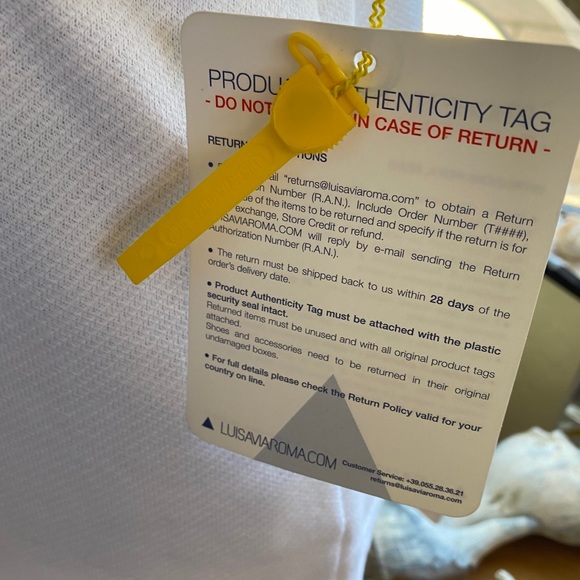 PRODU THENTICITY TAG
- DO NOT IN CASE OF RETURN -
RETURN IONS
"returns@luisaviaroma.com" to obtain a Return
Number (R.A.N.). Include Order Number (T####),
of the items to be returned and specify if the return is for
exchange, Store Credit or refund.
UISAVIAROMA.COM will reply by e-mail sending the Return
Authorization Number (R.A.N.).
• The return must be shipped back to us within 28 days of the
order's delivery date.
• Product Authenticity Tag must be attached with the plastic
security seal intact.
Returned items must be unused and with all original product tags
attached.
Shoes and accessories need to be returned in their original
undamaged boxes.
• For full details please check the Return Policy valid for your
country on line.
LUISAVIAROMA.COM
Customer Service: +39.055.28.36.21
returns@luisaviaroma.com